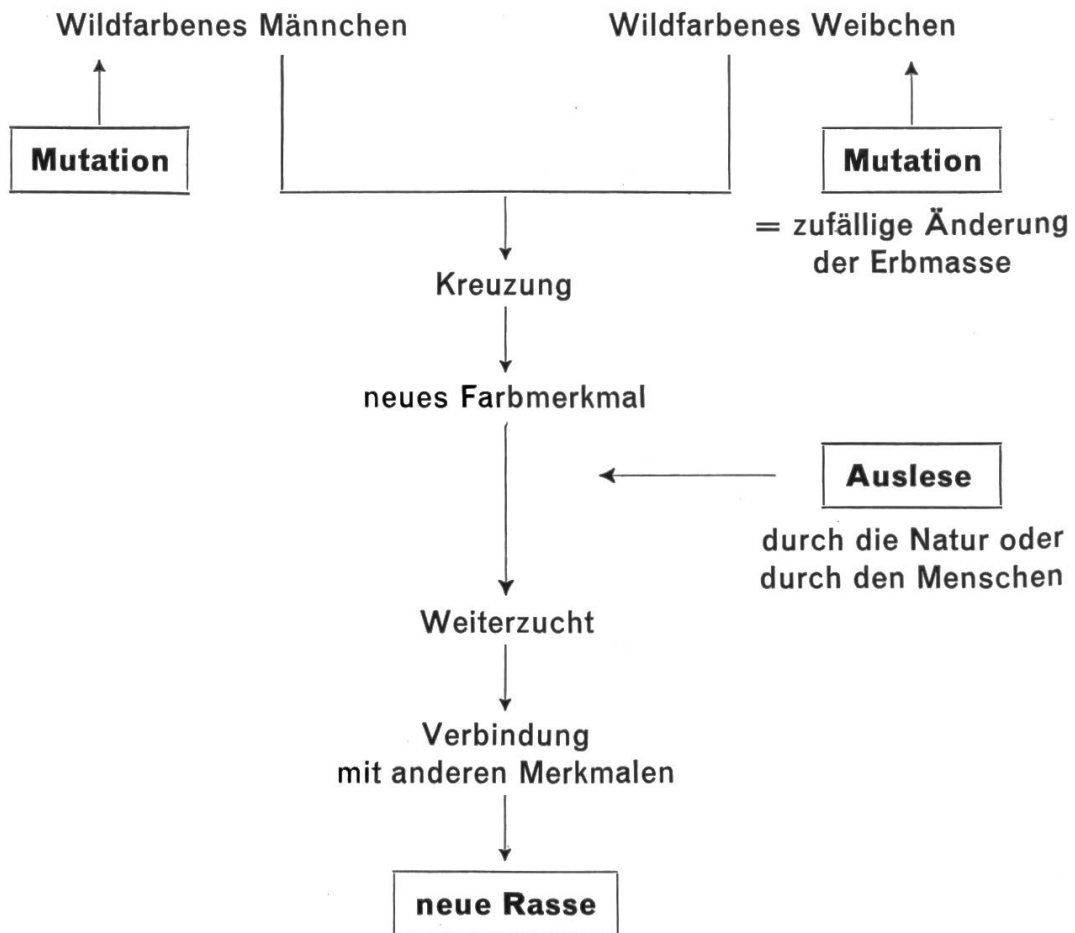 Wildfarbenes Männchen
Wildfarbenes Weibchen
Mutation
Mutation
= zufällige Änderung
der Erbmasse
Kreuzung
neues Farbmerkmal
Auslese
durch die Natur oder
durch den Menschen
Weiterzucht
Verbindung
mit anderen Merkmalen
neue Rasse